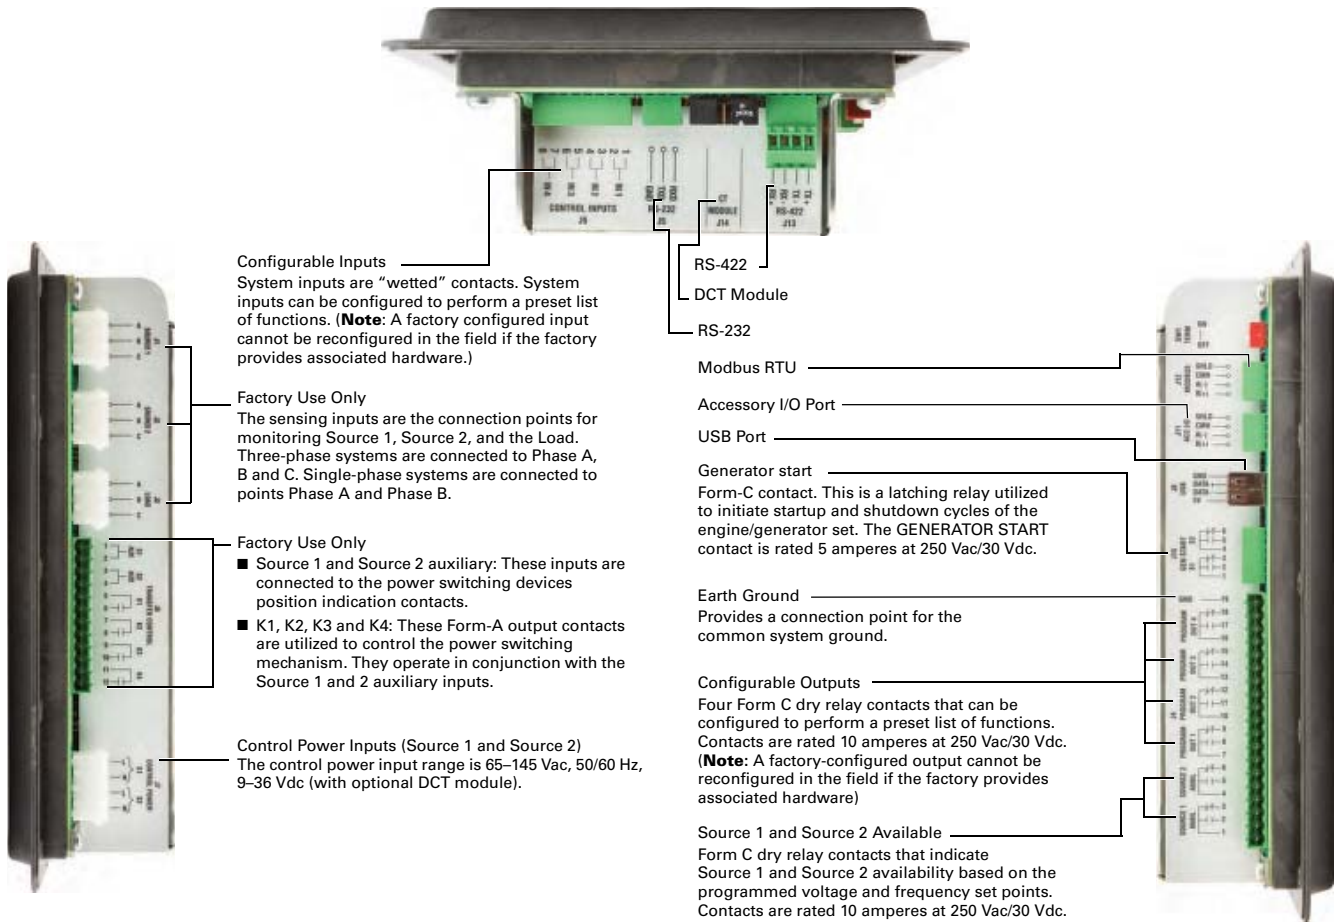 CONTROL INPUTS
RS-232
CT
MODULE
J14
RS-422
J13
Configurable Inputs
System inputs are “wetted” contacts. System
inputs can be configured to perform a preset list
of functions. (Note: A factory configured input
cannot be reconfigured in the field if the factory
provides associated hardware.)
Factory Use Only
The sensing inputs are the connection points for
monitoring Source 1, Source 2, and the Load.
Three-phase systems are connected to Phase A,
B and C. Single-phase systems are connected to
points Phase A and Phase B.
Factory Use Only
■ Source 1 and Source 2 auxiliary: These inputs are
connected to the power switching devices
position indication contacts.
■ K1, K2, K3 and K4: These Form-A output contacts
are utilized to control the power switching
mechanism. They operate in conjunction with the
Source 1 and 2 auxiliary inputs.
Control Power Inputs (Source 1 and Source 2)
The control power input range is 65–145 Vac, 50/60 Hz,
9–36 Vdc (with optional DCT module).
RS-422
DCT Module
RS-232
Modbus RTU
Accessory I/O Port
USB Port
Generator start
Form-C contact. This is a latching relay utilized
to initiate startup and shutdown cycles of the
engine/generator set. The GENERATOR START
contact is rated 5 amperes at 250 Vac/30 Vdc.
Earth Ground
Provides a connection point for the
common system ground.
Configurable Outputs
Four Form C dry relay contacts that can be
configured to perform a preset list of functions.
Contacts are rated 10 amperes at 250 Vac/30 Vdc.
(Note: A factory-configured output cannot be
reconfigured in the field if the factory provides
associated hardware)
Source 1 and Source 2 Available
Form C dry relay contacts that indicate
Source 1 and Source 2 availability based on the
programmed voltage and frequency set points.
Contacts are rated 10 amperes at 250 Vac/30 Vdc.